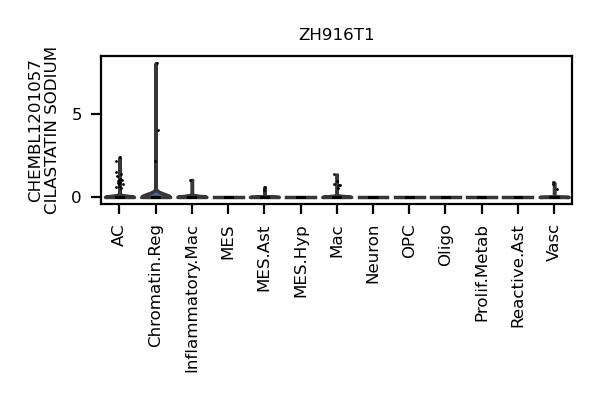 ZH916T1
CHEMBL1201057
CILASTATIN SODIUM
5
0
AC
Chromatin.Reg
Inflammatory.Mac
MES
MES.Ast
MES.Hyp
Mac
Neuron
OPC
Oligo
Prolif.Metab
Reactive.Ast
Vasc